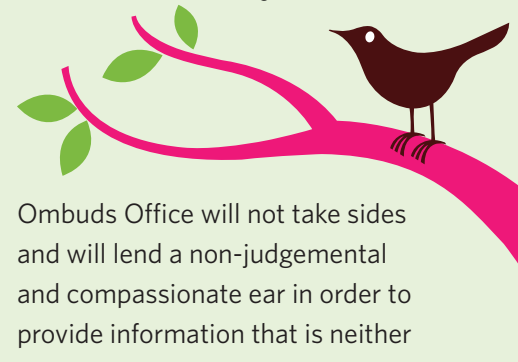 Ombuds Office will not take sides
and will lend a non-judgemental
and compassionate ear in order to
provide information that is neither